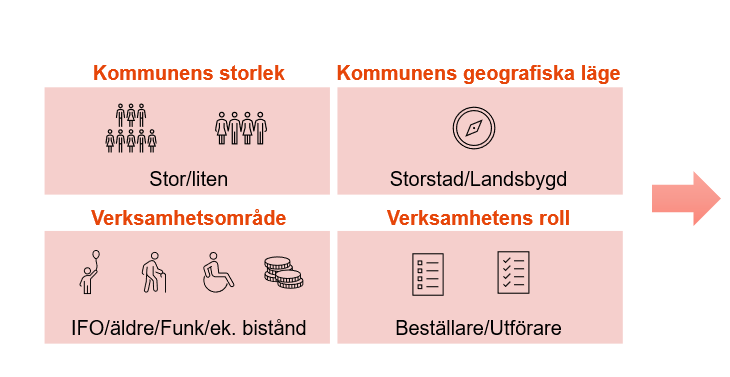 Kommunens storlek
Kommunens geografiska läge
Stor/liten
Storstad/Landsbygd
Verksamhetsområde
Verksamhetens roll
IFO/äldre/Funk/ek. bistånd
Beställare/Utförare